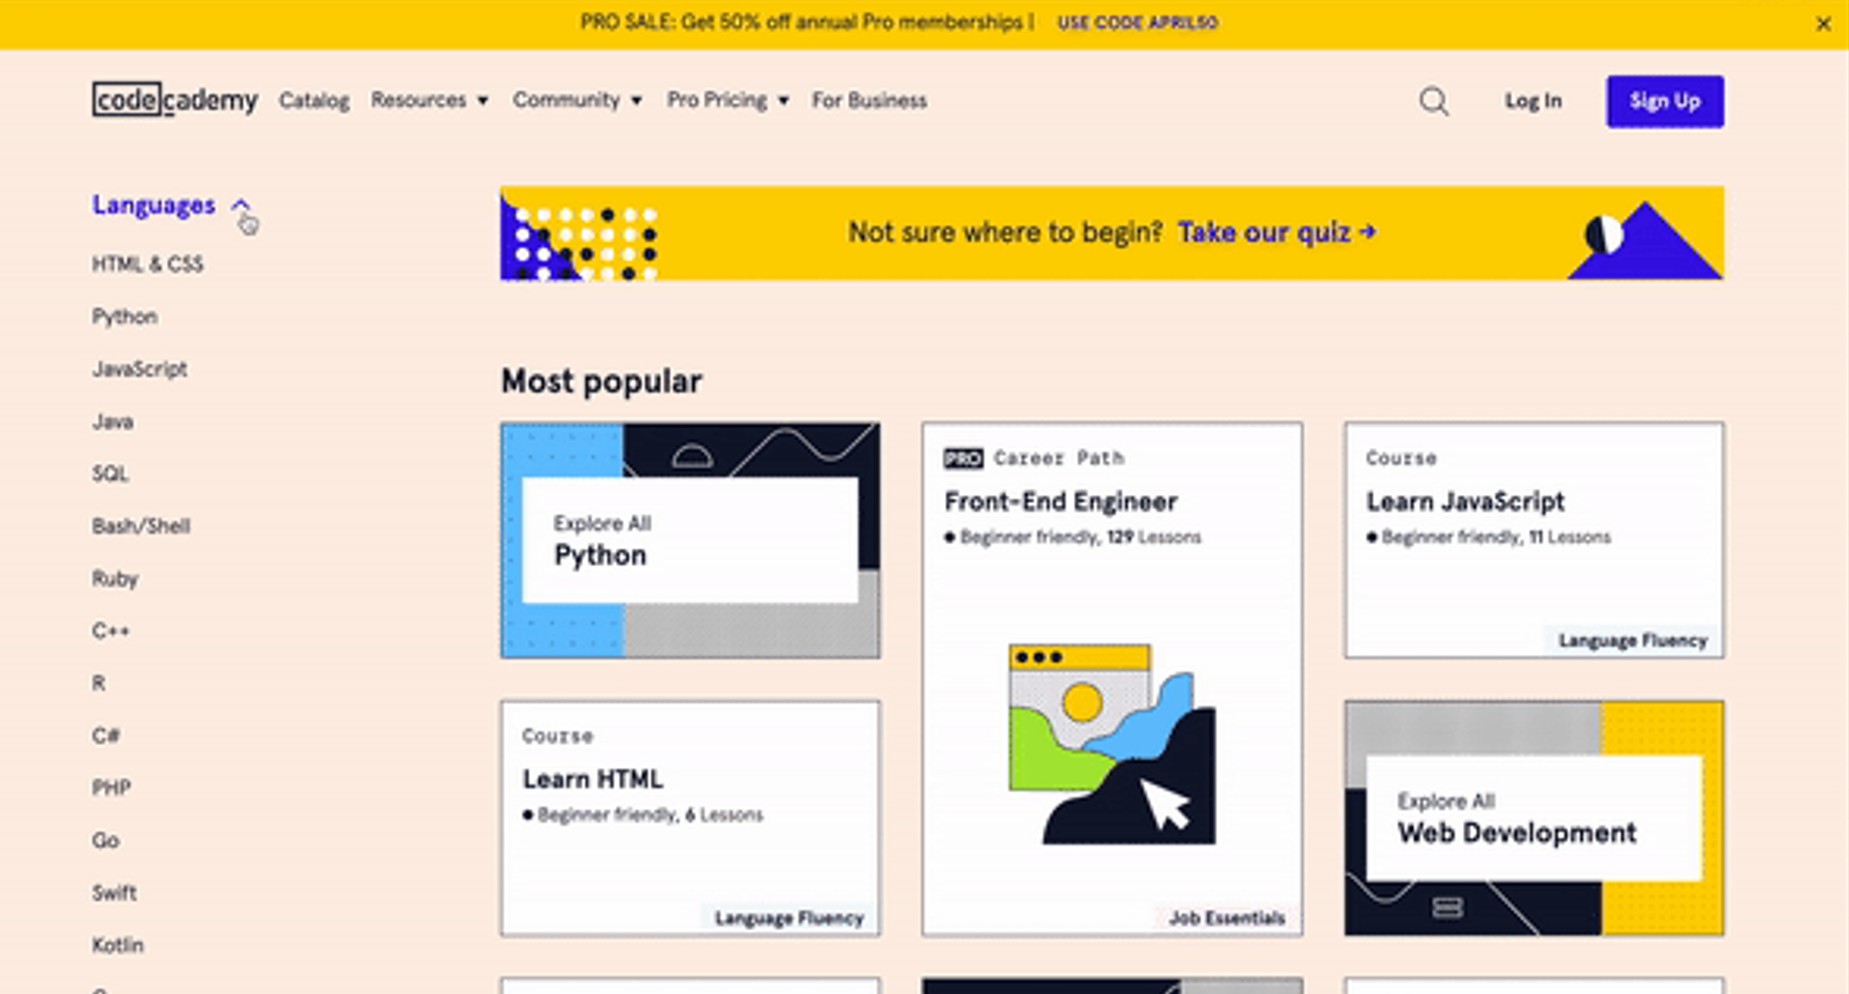 PRO SALE: Get 50% off annual Pro memberships | USE CODE APRIL50
codecademy Catalog Resources Community Pro Pricing For Business Log In Sign Up
Languages
HTML & CSS
Python
JavaScript
Java
SQL
Bash/Shell
Ruby
C++
R
C#
PHP
Go
Swift
Kotlin
Not sure where to begin? Take our quiz →
Most popular
Explore All
Python
PRO Career Path
Front-End Engineer
Beginner friendly, 129 Lessons
Job Essentials
Course
Learn JavaScript
Beginner friendly, 11 Lessons
Language Fluency
Course
Learn HTML
Beginner friendly, 6 Lessons
Language Fluency
Explore All
Web Development